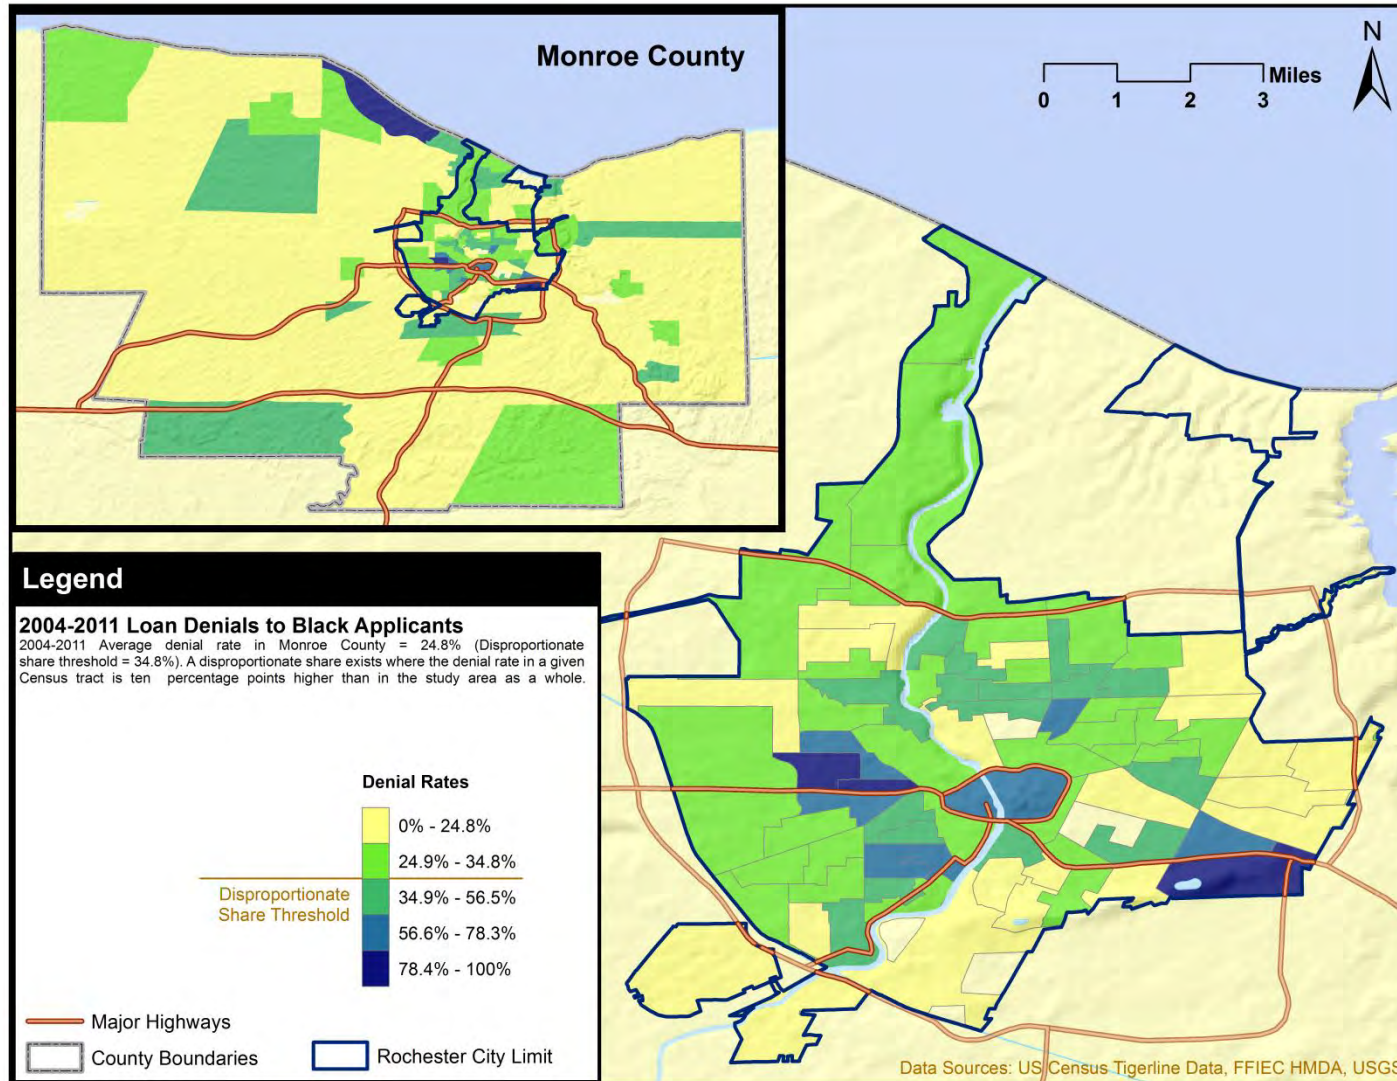 Monroe County
N
Miles
0 1 2 3
Legend
2004-2011 Loan Denials to Black Applicants
2004-2011 Average denial rate in Monroe County = 24.8% (Disproportionate
share threshold = 34.8%). A disproportionate share exists where the denial rate in a given
Census tract is ten percentage points higher than in the study area as a whole.
Denial Rates
0% - 24.8%
24.9% - 34.8%
Disproportionate
Share Threshold
34.9% - 56.5%
56.6% - 78.3%
78.4% - 100%
Major Highways
County Boundaries
Rochester City Limit
Data Sources: US Census Tigerline Data, FFIEC HMDA, USGS